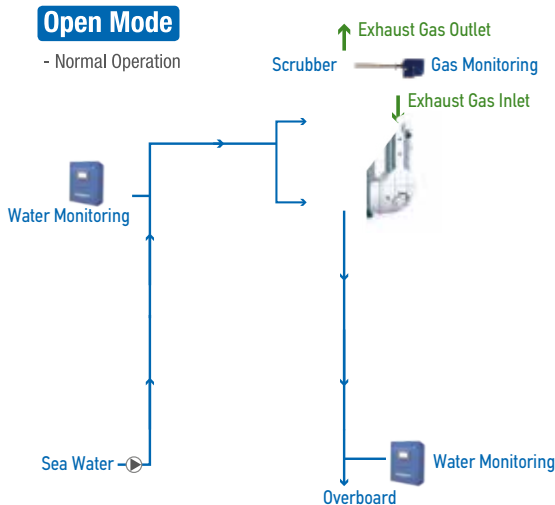 Open Mode
- Normal Operation
Exhaust Gas Outlet
Scrubber
Gas Monitoring
Exhaust Gas Inlet
Water Monitoring
Sea Water
Water Monitoring
Overboard